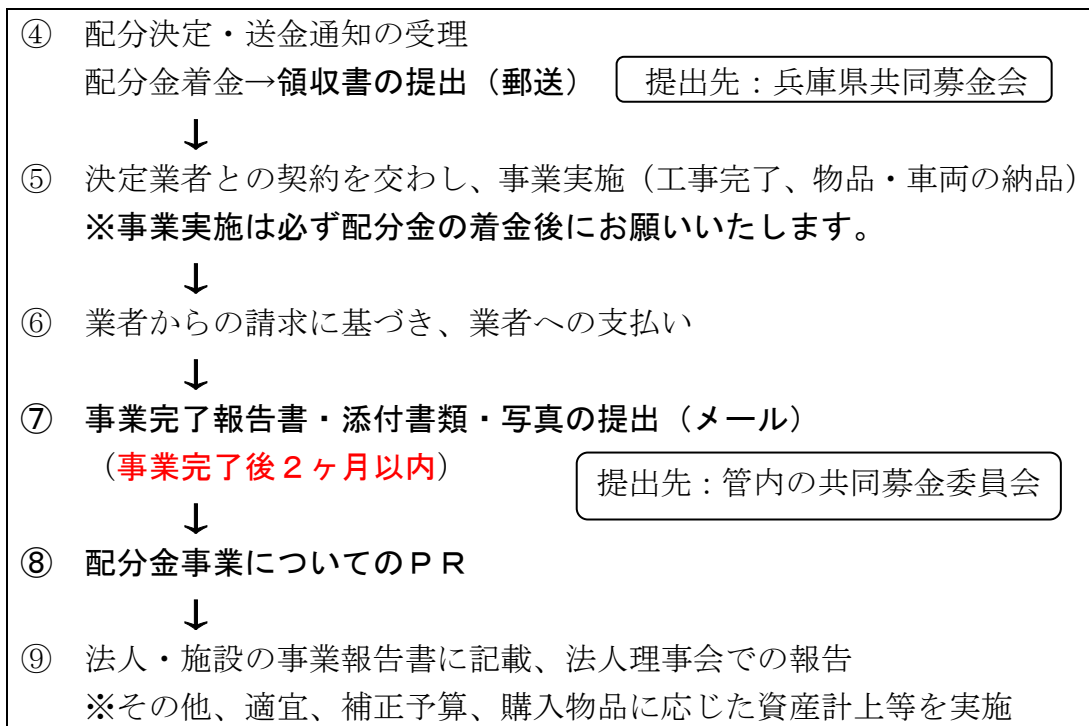 ④ 配分決定・送金通知の受理
配分金着金→領収書の提出（郵送） 提出先：兵庫県共同募金会
↓
⑤ 決定業者との契約を交わし、事業実施（工事完了、物品・車両の納品）
※事業実施は必ず配分金の着金後にお願いいたします。
↓
⑥ 業者からの請求に基づき、業者への支払い
↓
⑦ 事業完了報告書・添付書類・写真の提出（メール）
（事業完了後２ヶ月以内） 提出先：管内の共同募金委員会
↓
⑧ 配分金事業についてのＰＲ
↓
⑨ 法人・施設の事業報告書に記載、法人理事会での報告
※その他、適宜、補正予算、購入物品に応じた資産計上等を実施